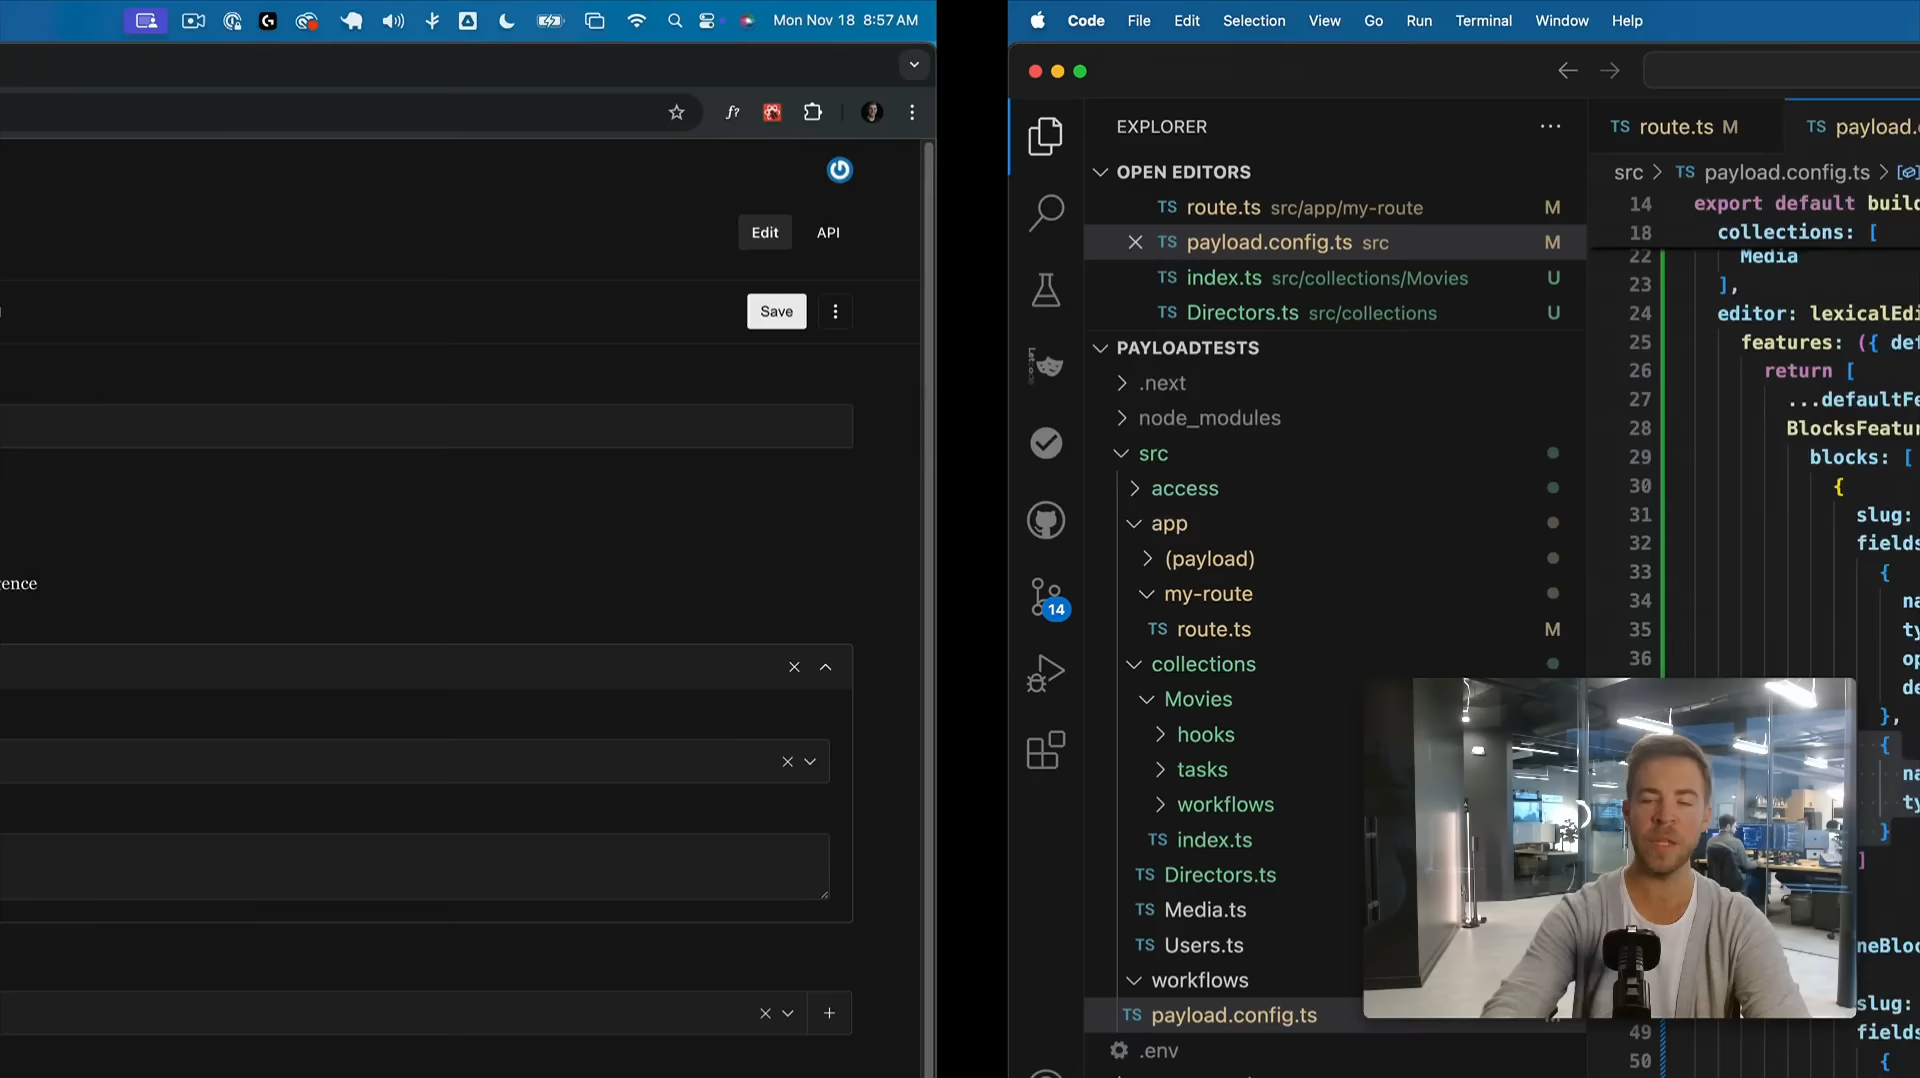 Mon Nov 18 8:57 AM
Edit
API
Save
ence
Code File Edit Selection View Go Run Terminal Window Help
EXPLORER
OPEN EDITORS
TS route.ts src/app/my-route M
TS payload.config.ts src M
TS index.ts src/collections/Movies U
TS Directors.ts src/collections U
PAYLOADTESTS
.next
node_modules
src
access
app
(payload)
my-route
TS route.ts M
collections
Movies
hooks
tasks
workflows
TS index.ts
TS Directors.ts
TS Media.ts
TS Users.ts
workflows
TS payload.config.ts
.env
14
TS route.ts M
TS payload.
src > TS payload.config.ts >
14 export default build
18 collections: [
22 Media
23 ],
24 editor: lexicalEdi
25 features: ({ def
26 return [
27 ...defaultFe
28 BlocksFeatur
29 blocks: [
30 {
31 slug:
32 fields
33 {
34 na
35 ty
36 op
de
},
{
na
ty
}
]
neBloc
slug:
49 fields
50 {